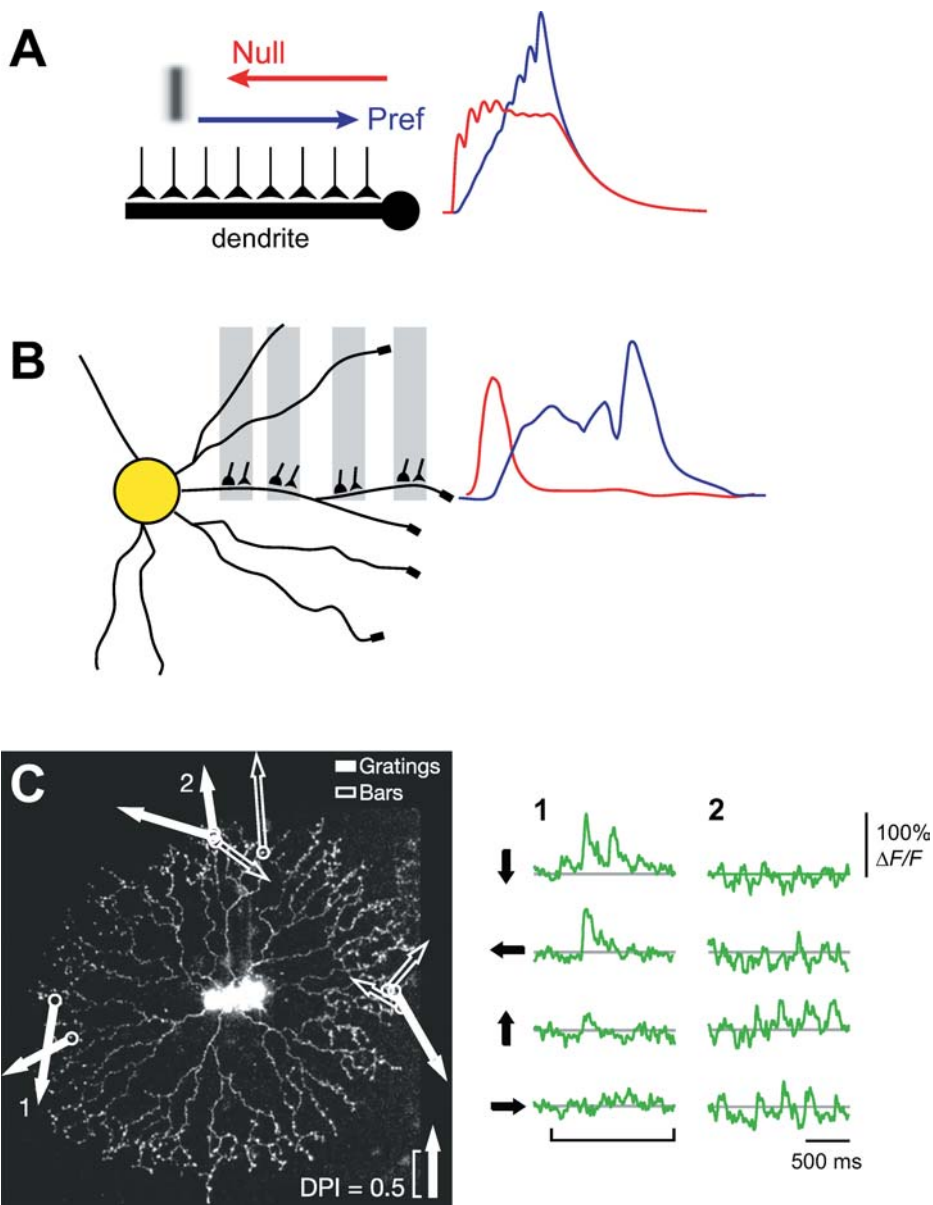 A
Null
Pref
dendrite
B
C
2
Gratings
Bars
1
DPI = 0.5
1
2
100%
ΔF/F
500 ms